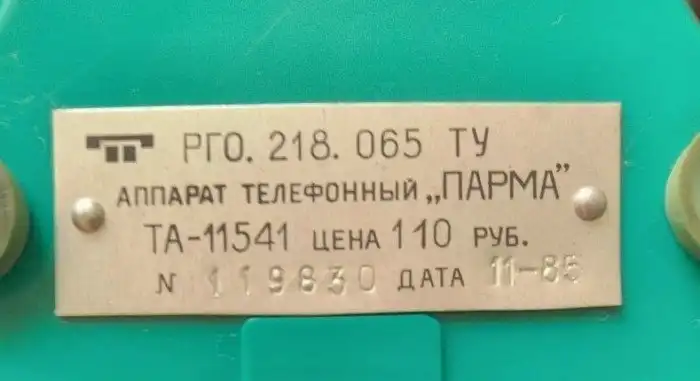 РГО. 218. 065 ТУ
АППАРАТ ТЕЛЕФОННЫЙ „ПАРМА”
ТА-11541 ЦЕНА 110 РУБ.
N 119830 ДАТА 11-85